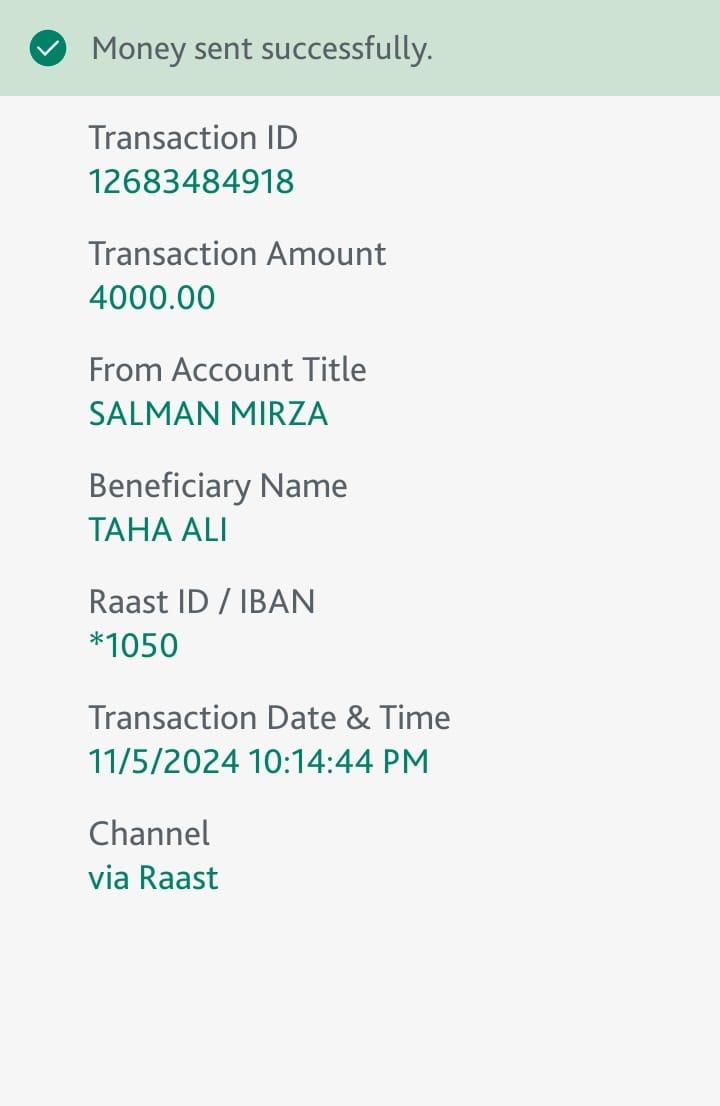 Money sent successfully.
Transaction ID
12683484918
Transaction Amount
4000.00
From Account Title
SALMAN MIRZA
Beneficiary Name
TAHA ALI
Raast ID / IBAN
*1050
Transaction Date & Time
11/5/2024 10:14:44 PM
Channel
via Raast